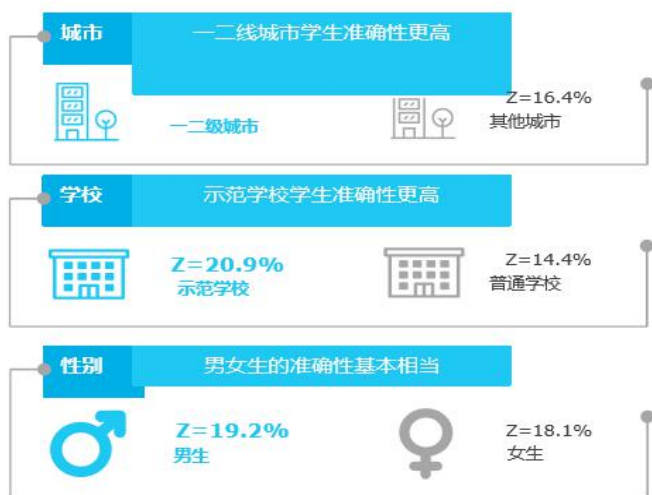 城市
一二线城市学生准确性更高
一二级城市
Z=16.4%
其他城市
学校
示范学校学生准确性更高
Z=20.9%
示范学校
Z=14.4%
普通学校
性别
男女生的准确性基本相当
Z=19.2%
男生
Z=18.1%
女生